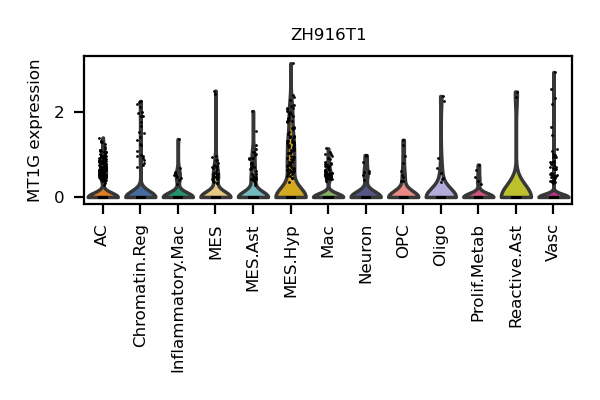 ZH916T1
MT1G expression
2
0
AC
Chromatin.Reg
Inflammatory.Mac
MES
MES.Ast
MES.Hyp
Mac
Neuron
OPC
Oligo
Prolif.Metab
Reactive.Ast
Vasc